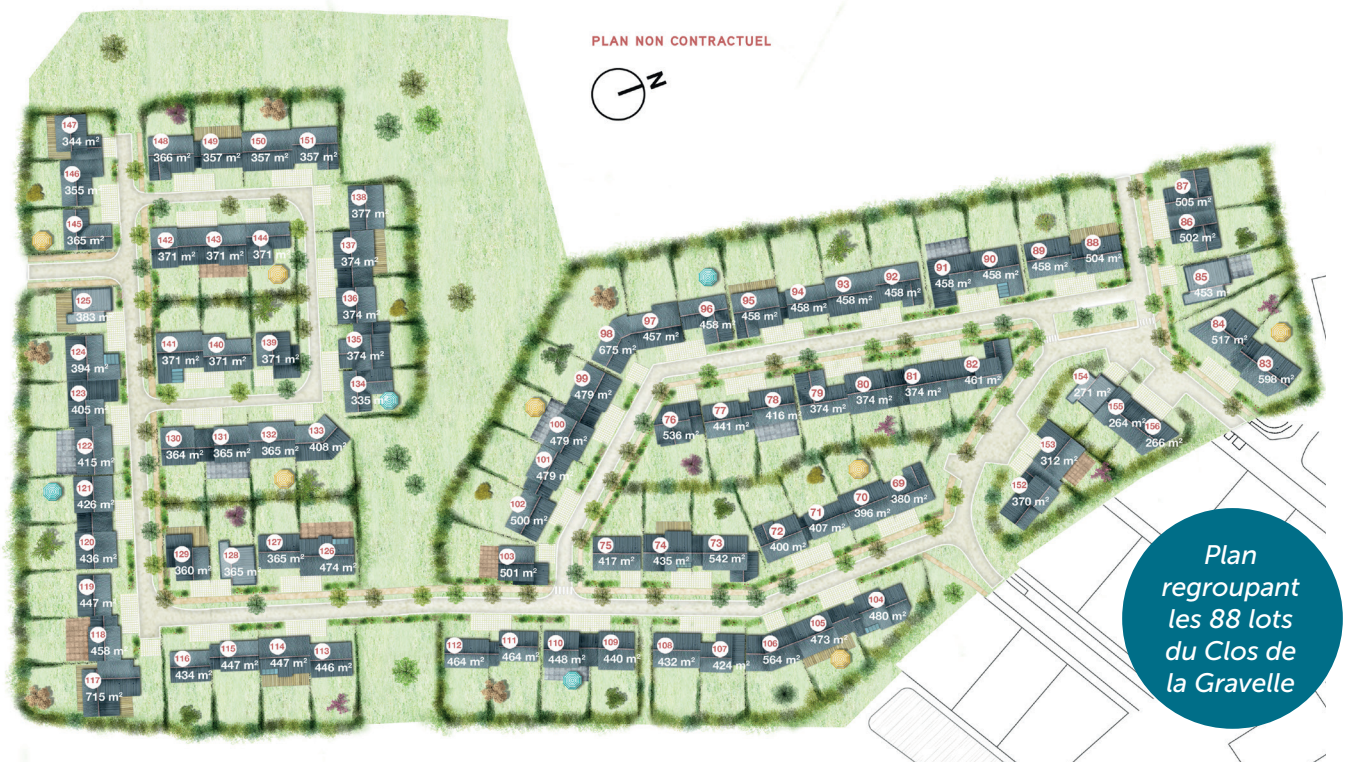 PLAN NON CONTRACTUEL
N
147
344 m²
146
355 m
145
365 m²
148
366 m²
149
357 m²
150
357 m²
151
357 m²
138
377 m
137
374 m²
136
374 m²
135
374 m²
134
335 m²
142
371 m²
143
371 m²
144
371 m²
141
371 m²
140
371 m²
139
371 m²
125
383 m²
124
394 m²
123
405 m²
122
415 m²
121
426 m²
120
436 m²
119
447 m²
118
458 m²
117
715 m²
130
364 m²
131
365 m²
132
365 m²
133
408 m²
129
360 m²
128
365 m²
127
365 m²
126
474 m²
116
434 m²
115
447 m²
114
447 m²
113
446 m²
87
505 m²
86
502 m²
85
453 m²
84
517 m²
83
598 m²
88
504 m²
89
458 m²
90
458 m²
91
458 m²
92
458 m²
93
458 m²
94
458 m²
95
458 m²
96
458 m²
97
457 m²
98
675 m²
99
479 m²
100
479 m²
101
479 m²
102
500 m²
103
501 m²
76
536 m²
77
441 m²
78
416 m²
79
374 m²
80
374 m²
81
374 m²
82
461 m²
75
417 m²
74
435 m²
73
542 m²
72
400 m²
71
407 m²
70
396 m²
69
380 m²
154
271 m²
155
264 m²
156
266 m²
153
312 m²
152
370 m²
112
464 m²
111
464 m²
110
448 m²
109
440 m²
108
432 m²
107
424 m²
106
564 m²
105
473 m²
104
480 m²
Plan
regroupant
les 88 lots
du Clos de
la Gravelle